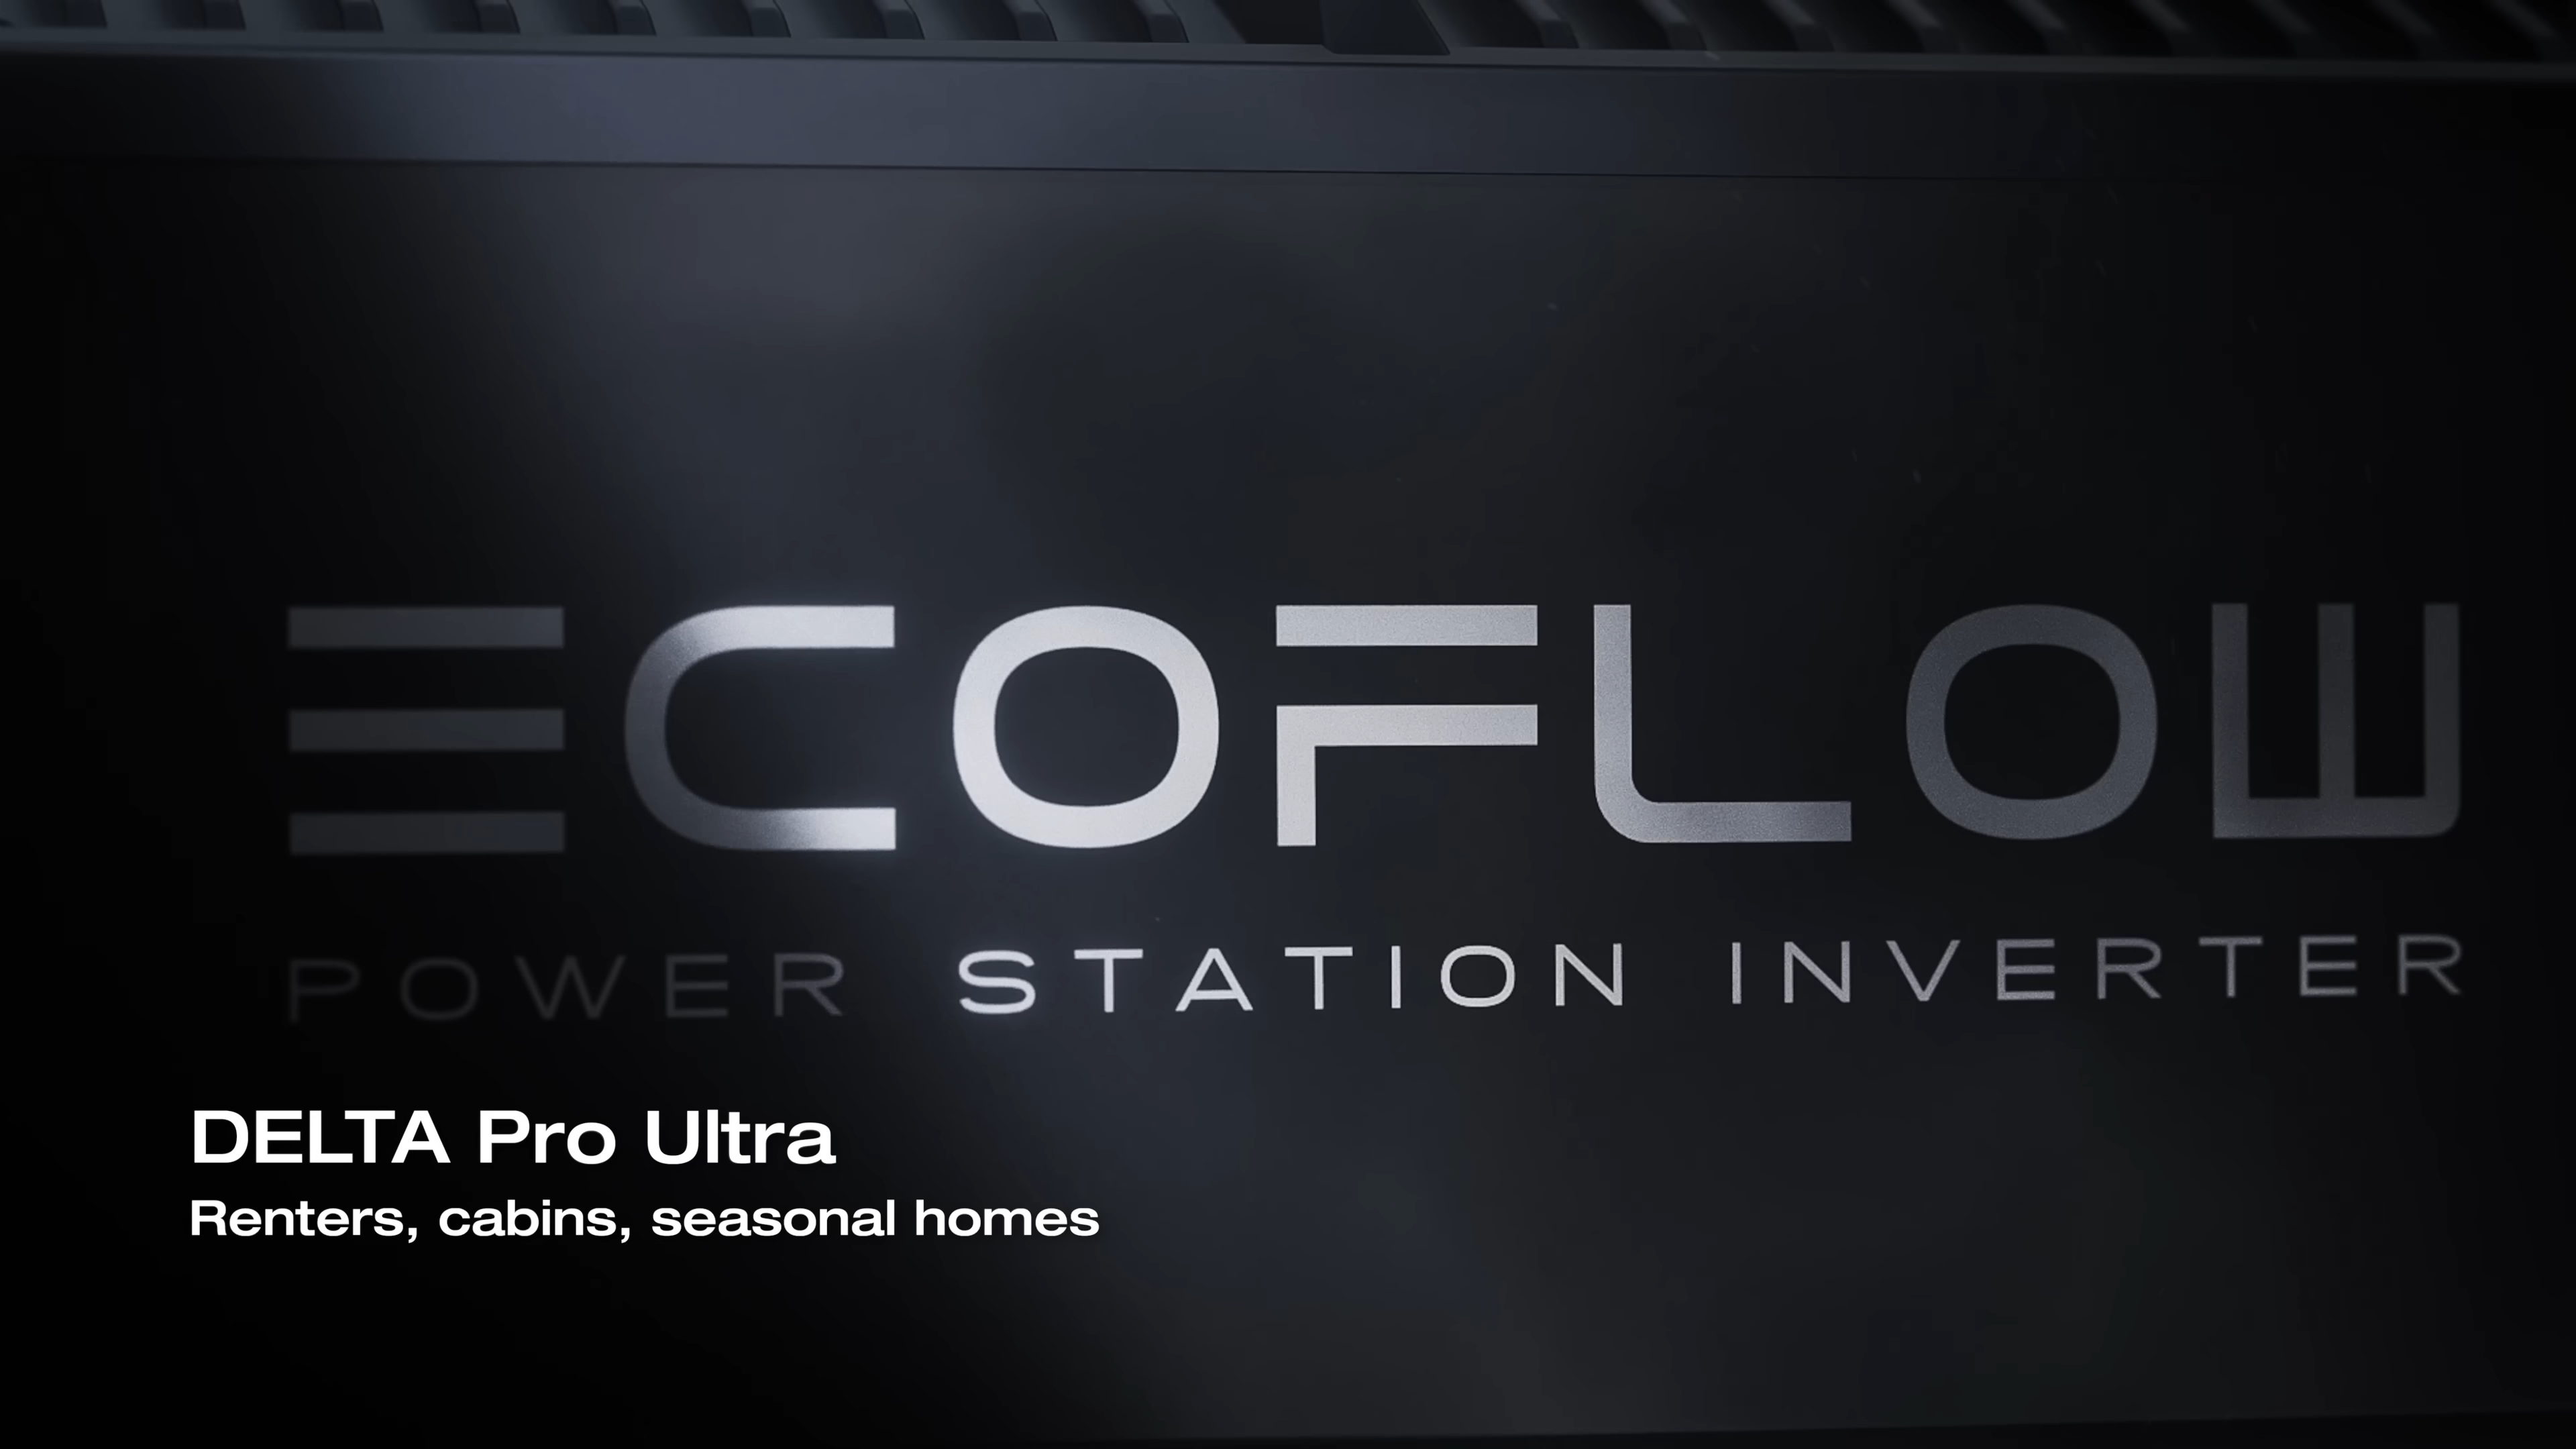 ECOFLOW
POWER STATION INVERTER
DELTA Pro Ultra
Renters, cabins, seasonal homes